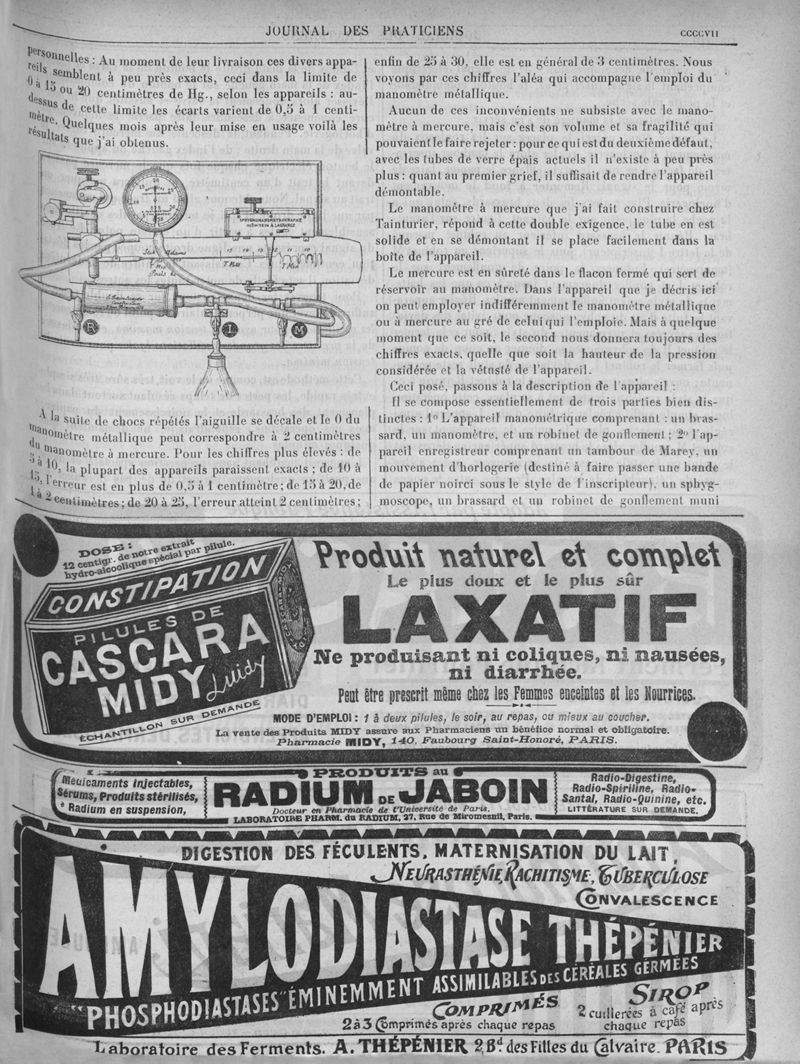 JOURNAL DES PRATICIENS
CCCCVII
personnelles : Au moment de leur livraison ces divers appa-
reils semblent à peu près exacts, ceci dans la limite de
0 à 15 ou 20 centimètres de Hg., selon les appareils : au-
dessus de cette limite les écarts varient de 0,5 à 1 centi-
mètre. Quelques mois après leur mise en usage voilà les
résultats que j'ai obtenus.
SPHYGMOMANOMETROGRAPHE
R
L
M
A la suite de chocs répétés l'aiguille se décale et le 0 du
manomètre métallique peut correspondre à 2 centimètres
du manomètre à mercure. Pour les chiffres plus élevés : de
5 à 10, la plupart des appareils paraissent exacts ; de 10 à
15, l'erreur est en plus de 0,5 à 1 centimètre ; de 15 à 20, de
1 à 2 centimètres ; de 20 à 25, l'erreur atteint 2 centimètres ;
enfin de 25 à 30, elle est en général de 3 centimètres. Nous
voyons par ces chiffres l'aléa qui accompagne l'emploi du
manomètre métallique.
Aucun de ces inconvénients ne subsiste avec le mano-
mètre à mercure, mais c'est son volume et sa fragilité qui
pouvaient le faire rejeter : pour ce qui est du deuxième défaut,
avec les tubes de verre épais actuels il n'existe à peu près
plus : quant au premier grief, il suffisait de rendre l'appareil
démontable.
Le manomètre à mercure que j'ai fait construire chez
Tainturier, répond à cette double exigence, le tube en est
solide et en se démontant il se place facilement dans la
boîte de l'appareil.
Le mercure est en sûreté dans le flacon fermé qui sert de
réservoir au manomètre. Dans l'appareil que je décris ici
on peut employer indifféremment le manomètre métallique
ou à mercure au gré de celui qui l'emploie. Mais à quelque
moment que ce soit, le second nous donnera toujours des
chiffres exacts, quelle que soit la hauteur de la pression
considérée et la vétusté de l'appareil.
Ceci posé, passons à la description de l'appareil :
Il se compose essentiellement de trois parties bien dis-
tinctes : 1º L'appareil manométrique comprenant : un bras-
sard, un manomètre, et un robinet de gonflement ; 2º l'ap-
pareil enregistreur comprenant un tambour de Marey, un
mouvement d'horlogerie (destiné à faire passer une bande
de papier noirci sous le style de l'inscripteur), un sphyg-
moscope, un brassard et un robinet de gonflement muni
DOSE :
12 centigr. de notre extrait
hydro-alcoolique spécial par pilule.
CONSTIPATION
PILULES DE
CASCARA
MIDY
Midy
ÉCHANTILLON SUR DEMANDE
Produit naturel et complet
Le plus doux et le plus sûr
LAXATIF
Ne produisant ni coliques, ni nausées,
ni diarrhée.
Peut être prescrit même chez les Femmes enceintes et les Nourrices.
MODE D'EMPLOI : 1 à deux pilules, le soir, au repas, ou mieux au coucher.
La vente des Produits MIDY assure aux Pharmaciens un bénéfice normal et obligatoire.
Pharmacie MIDY, 140, Faubourg Saint-Honoré, PARIS.
Médicaments injectables,
Sérums, Produits stérilisés,
Radium en suspension,
PRODUITS au
RADIUM DE JABOIN
Docteur en Pharmacie de l'Université de Paris.
LABORATOIRE PHARM. du RADIUM, 27, Rue de Miromesnil, Paris.
Radio-Digestine,
Radio-Spirilline, Radio-
Santal, Radio-Quinine, etc.
LITTÉRATURE SUR DEMANDE.
DIGESTION DES FÉCULENTS, MATERNISATION DU LAIT,
NEURASTHÉNIE, RACHITISME, TUBERCULOSE
CONVALESCENCE
AMYLODIASTASE THÉPÉNIER
"PHOSPHODIASTASES" ÉMINEMMENT ASSIMILABLES DES CÉRÉALES GERMÉES
COMPRIMÉS
2 à 3 Comprimés après chaque repas
SIROP
2 cuillerées à café après
chaque repas
Laboratoire des Ferments. A. THÉPÉNIER 2 Bd. des Filles du Calvaire. PARIS